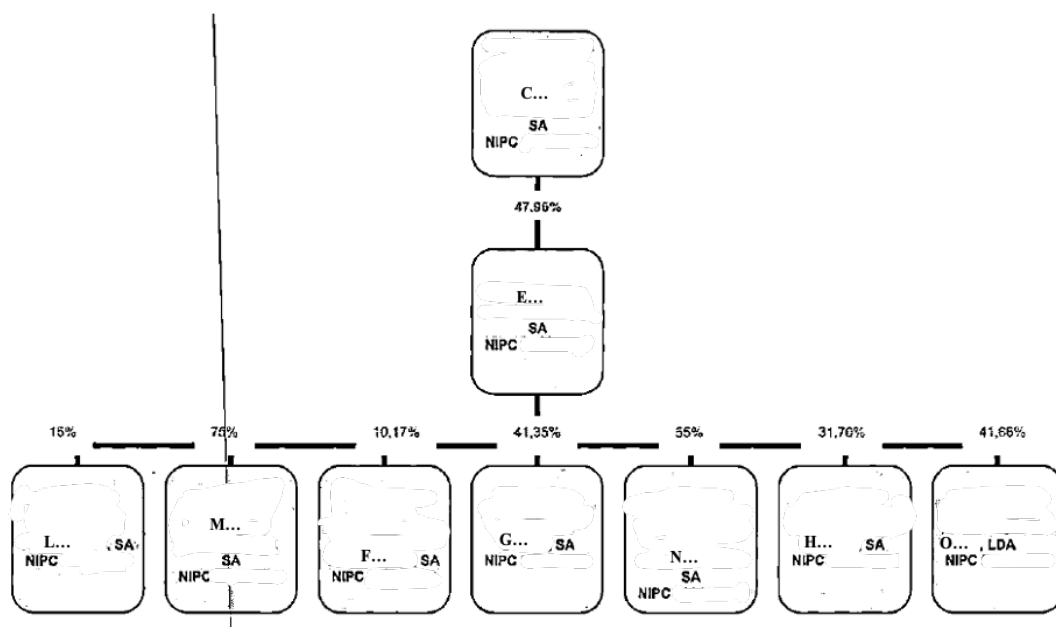 C...
SA
NIPC
47,96%
E...
SA
NIPC
15% 75% 10,17% 41,35% 55% 31,76% 41,66%
L... , SA
NIPC
M...
SA
NIPC
F... SA
NIPC
G... , SA
NIPC
N...
SA
NIPC
H... , SA
NIPC
O... , LDA
NIPC